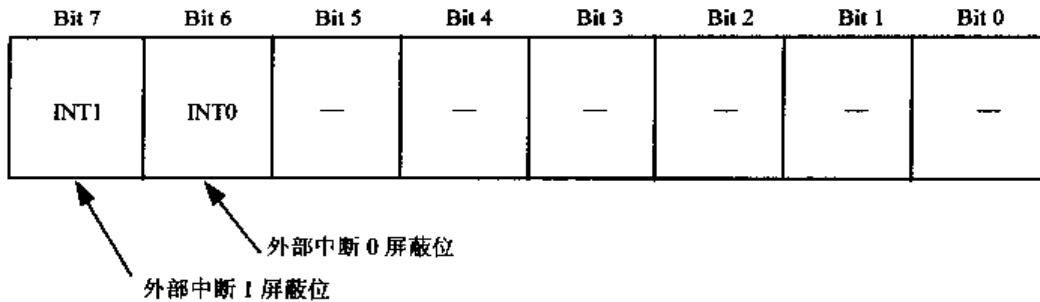 Bit 7 Bit 6 Bit 5 Bit 4 Bit 3 Bit 2 Bit 1 Bit 0
INT1 INT0 — — — — — —
外部中断 0 屏蔽位
外部中断 1 屏蔽位